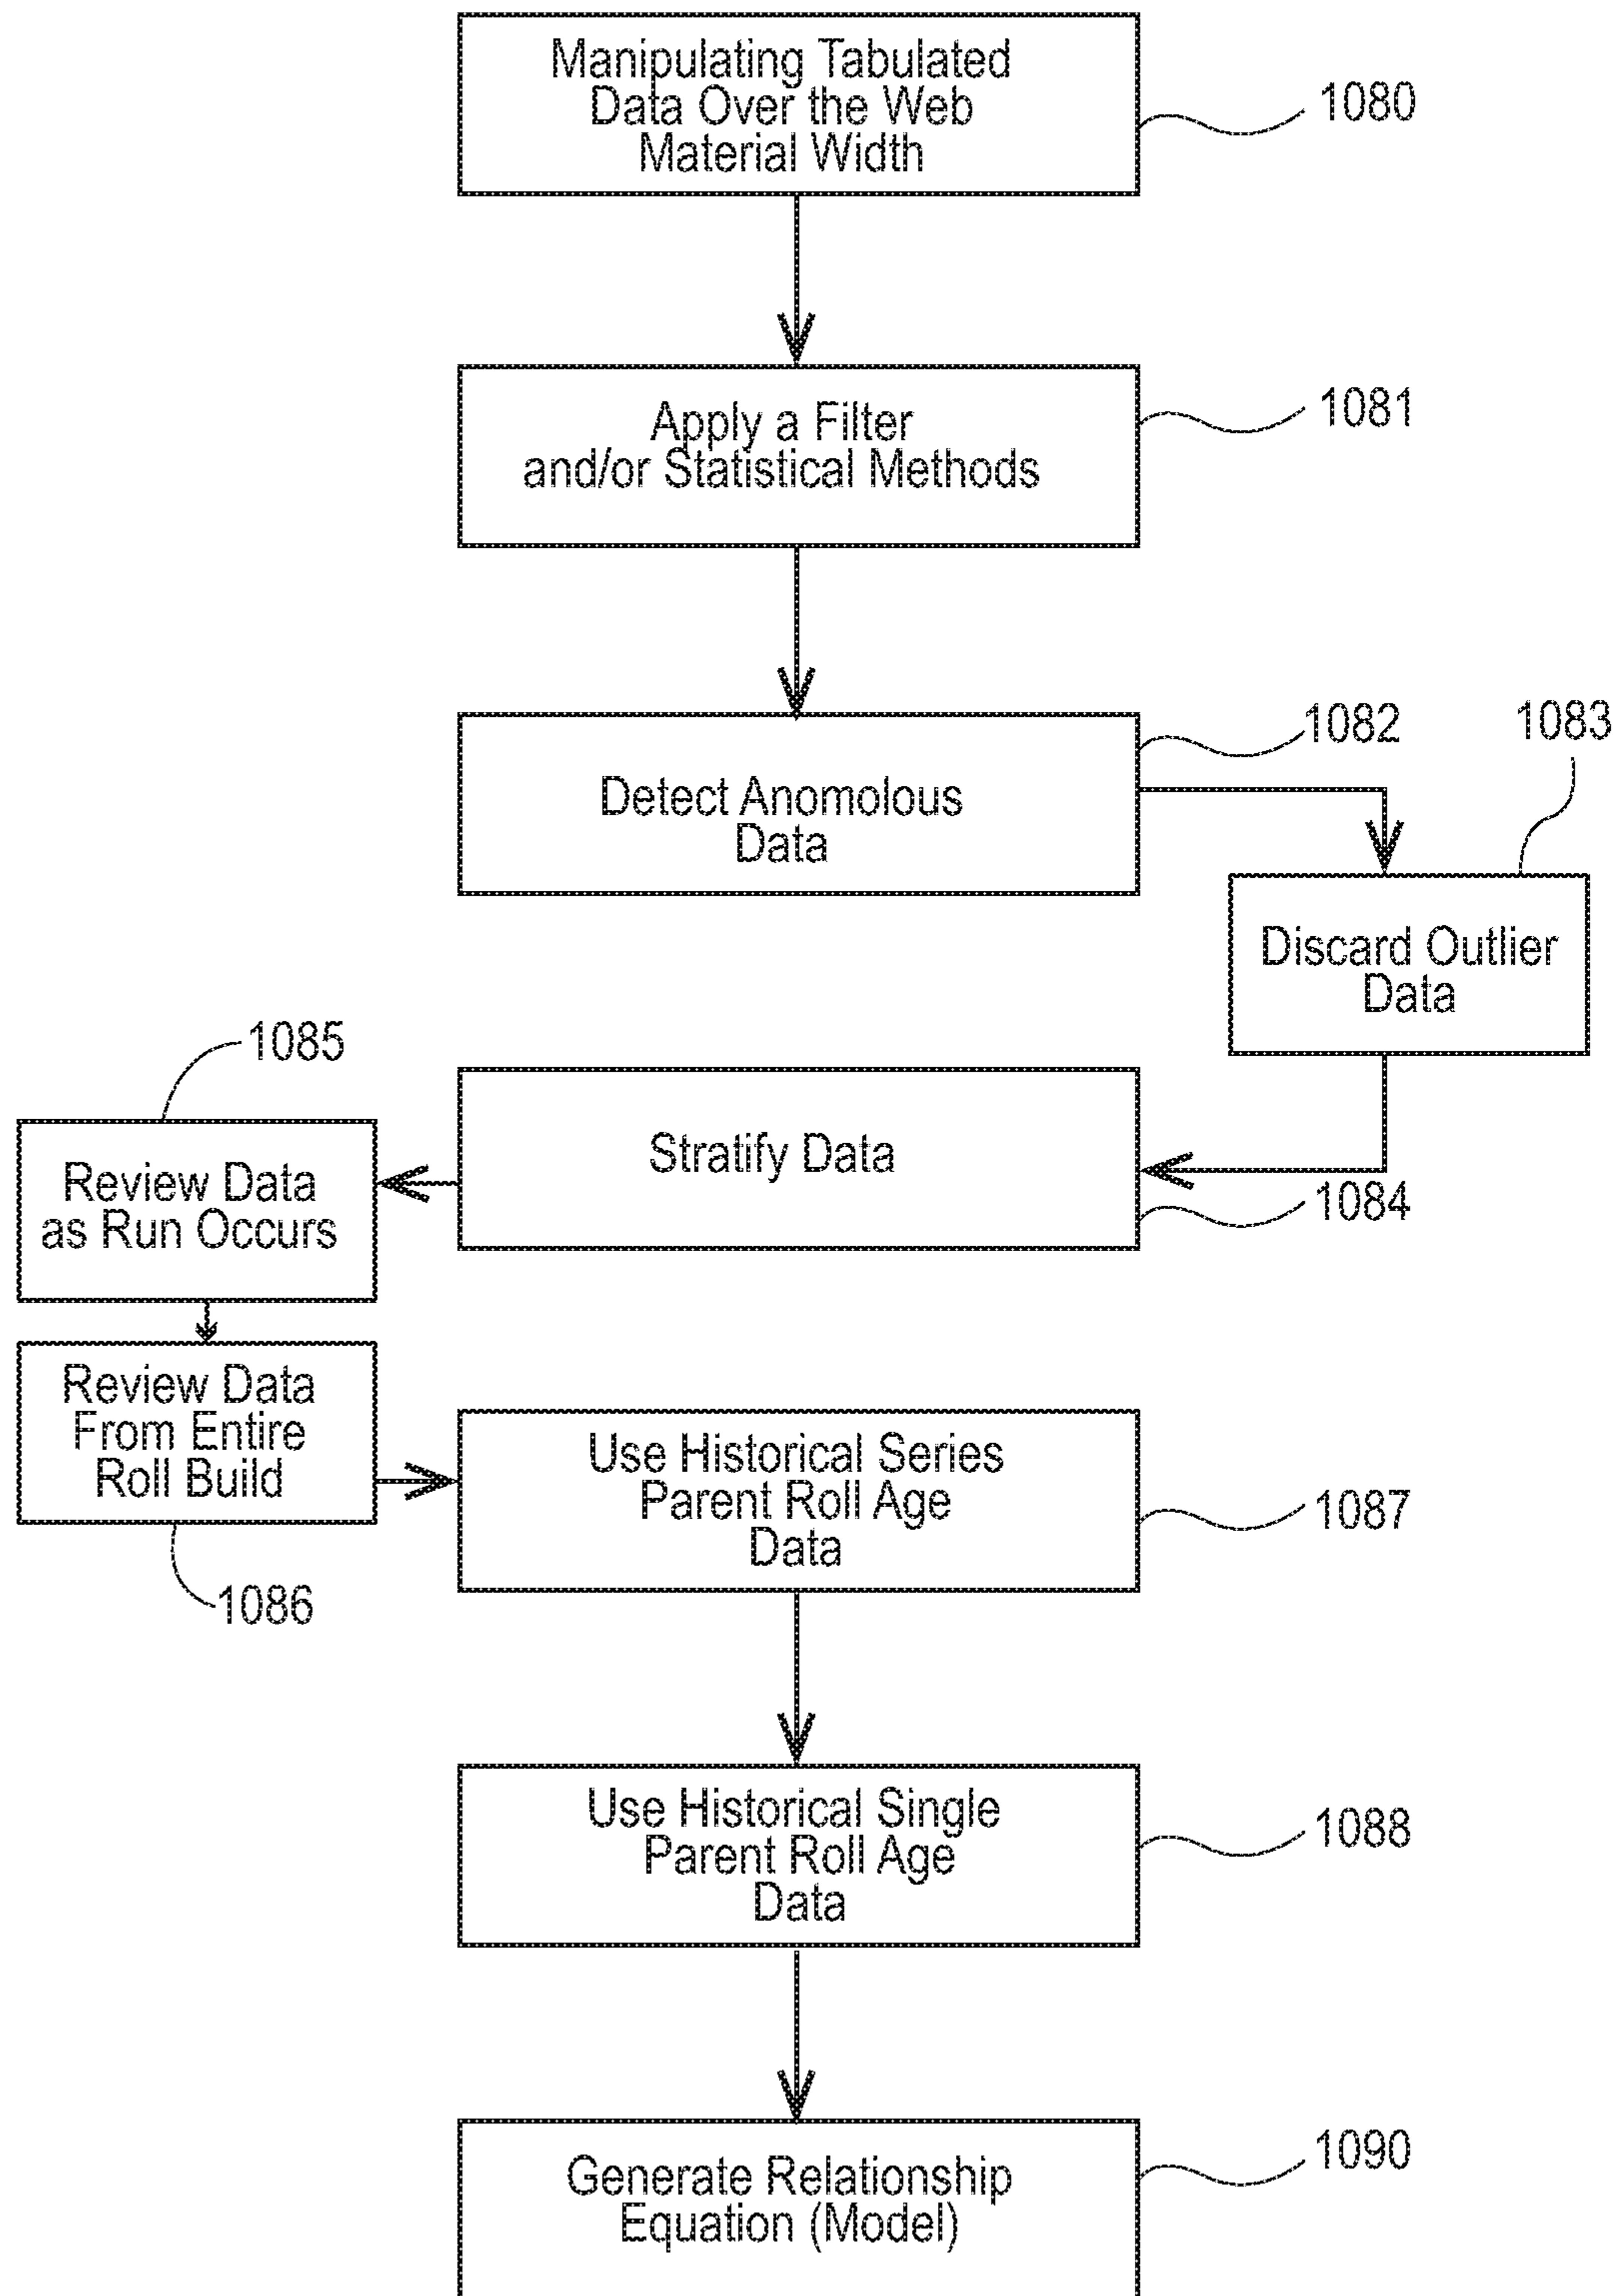 Manipulating Tabulated
Data Over the Web
Material Width
1080
Apply a Filter
and/or Statistical Methods
1081
Detect Anomolous
Data
1082
1083
Discard Outlier
Data
Stratify Data
1084
1085
Review Data
as Run Occurs
Review Data
From Entire
Roll Build
1086
Use Historical Series
Parent Roll Age
Data
1087
Use Historical Single
Parent Roll Age
Data
1088
Generate Relationship
Equation (Model)
1090